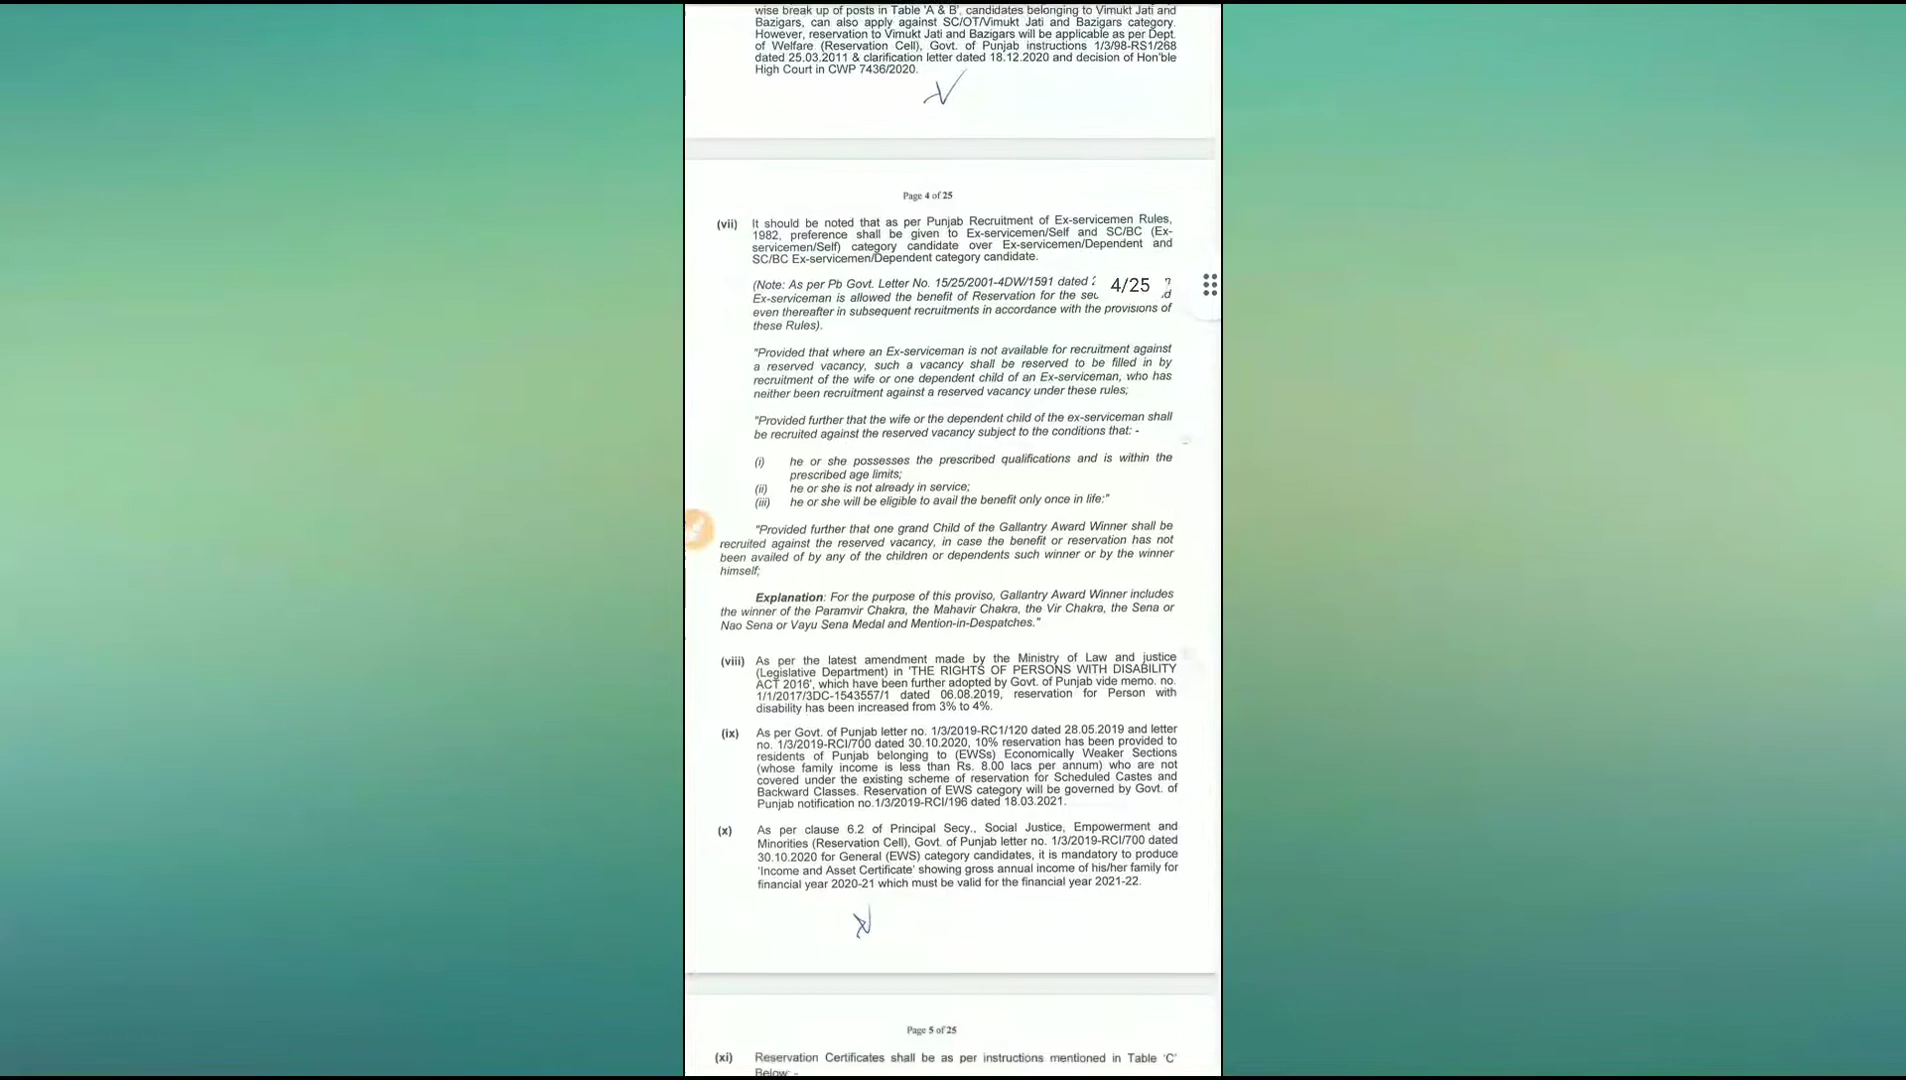 wise break up of posts in Table 'A & B', candidates belonging to Vimukt Jati and
Bazigars, can also apply against SC/OT/Vimukt Jati and Bazigars category.
However, reservation to Vimukt Jati and Bazigars will be applicable as per Dept.
of Welfare (Reservation Cell), Govt. of Punjab instructions 1/3/98-RS1/268
dated 25.03.2011 & clarification letter dated 18.12.2020 and decision of Hon'ble
High Court in CWP 7436/2020.
Page 4 of 25
(vii) It should be noted that as per Punjab Recruitment of Ex-servicemen Rules,
1982, preference shall be given to Ex-servicemen/Self and SC/BC (Ex-
servicemen/Self) category candidate over Ex-servicemen/Dependent and
SC/BC Ex-servicemen/Dependent category candidate.
(Note: As per Pb Govt. Letter No. 15/25/2001-4DW/1591 dated
4/25
Ex-serviceman is allowed the benefit of Reservation for the
even thereafter in subsequent recruitments in accordance with the provisions of
these Rules).
"Provided that where an Ex-serviceman is not available for recruitment against
a reserved vacancy, such a vacancy shall be reserved to be filled in by
recruitment of the wife or one dependent child of an Ex-serviceman, who has
neither been recruitment against a reserved vacancy under these rules;
"Provided further that the wife or the dependent child of the ex-serviceman shall
be recruited against the reserved vacancy subject to the conditions that: -
(i) he or she possesses the prescribed qualifications and is within the
prescribed age limits;
(ii) he or she is not already in service;
(iii) he or she will be eligible to avail the benefit only once in life:"
"Provided further that one grand Child of the Gallantry Award Winner shall be
recruited against the reserved vacancy, in case the benefit or reservation has not
been availed of by any of the children or dependents such winner or by the winner
himself;
Explanation: For the purpose of this proviso, Gallantry Award Winner includes
the winner of the Paramvir Chakra, the Mahavir Chakra, the Vir Chakra, the Sena or
Nao Sena or Vayu Sena Medal and Mention-in-Despatches."
(viii) As per the latest amendment made by the Ministry of Law and justice
(Legislative Department) in 'THE RIGHTS OF PERSONS WITH DISABILITY
ACT 2016', which have been further adopted by Govt. of Punjab vide memo. no.
1/1/2017/3DC-1543557/1 dated 06.08.2019, reservation for Person with
disability has been increased from 3% to 4%.
(ix) As per Govt. of Punjab letter no. 1/3/2019-RC1/120 dated 28.05.2019 and letter
no. 1/3/2019-RCI/700 dated 30.10.2020, 10% reservation has been provided to
residents of Punjab belonging to (EWSs) Economically Weaker Sections
(whose family income is less than Rs. 8.00 lacs per annum) who are not
covered under the existing scheme of reservation for Scheduled Castes and
Backward Classes. Reservation of EWS category will be governed by Govt. of
Punjab notification no.1/3/2019-RCI/196 dated 18.03.2021.
(x) As per clause 6.2 of Principal Secy., Social Justice, Empowerment and
Minorities (Reservation Cell), Govt. of Punjab letter no. 1/3/2019-RCI/700 dated
30.10.2020 for General (EWS) category candidates, it is mandatory to produce
'Income and Asset Certificate' showing gross annual income of his/her family for
financial year 2020-21 which must be valid for the financial year 2021-22.
Page 5 of 25
(xi) Reservation Certificates shall be as per instructions mentioned in Table 'C'
Below: -